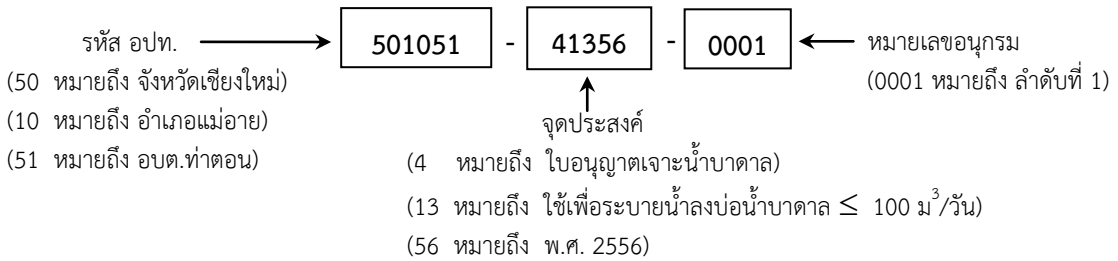 รหัส อปท. 501051 - 41356 - 0001 หมายเลขอนุกรม
(50 หมายถึง จังหวัดเชียงใหม่) (0001 หมายถึง ลำดับที่ 1)
(10 หมายถึง อำเภอแม่อาย) จุดประสงค์
(51 หมายถึง อบต.ท่าตอน) (4 หมายถึง ใบอนุญาตเจาะน้ำบาดาล)
(13 หมายถึง ใช้เพื่อระบายน้ำลงบ่อน้ำบาดาล ≤ 100 ม³/วัน)
(56 หมายถึง พ.ศ. 2556)